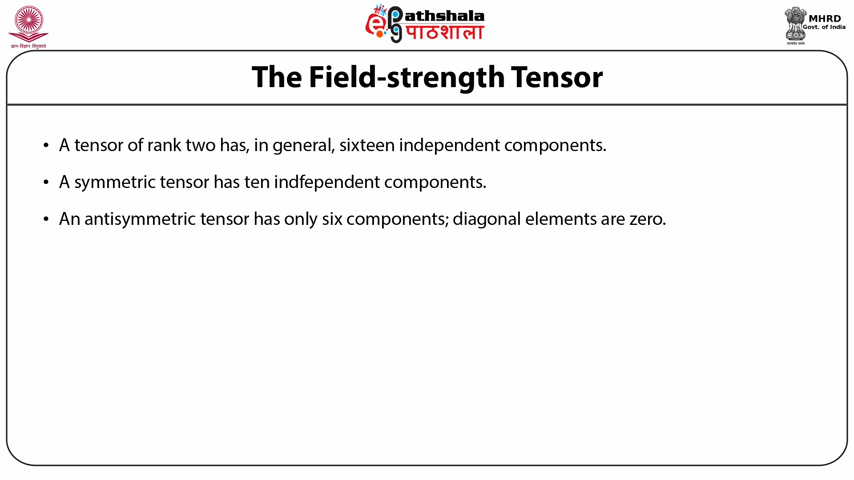 ePathshala
पाठशाला
MHRD
Govt. of India
The Field-strength Tensor
• A tensor of rank two has, in general, sixteen independent components.
• A symmetric tensor has ten indfependent components.
• An antisymmetric tensor has only six components; diagonal elements are zero.